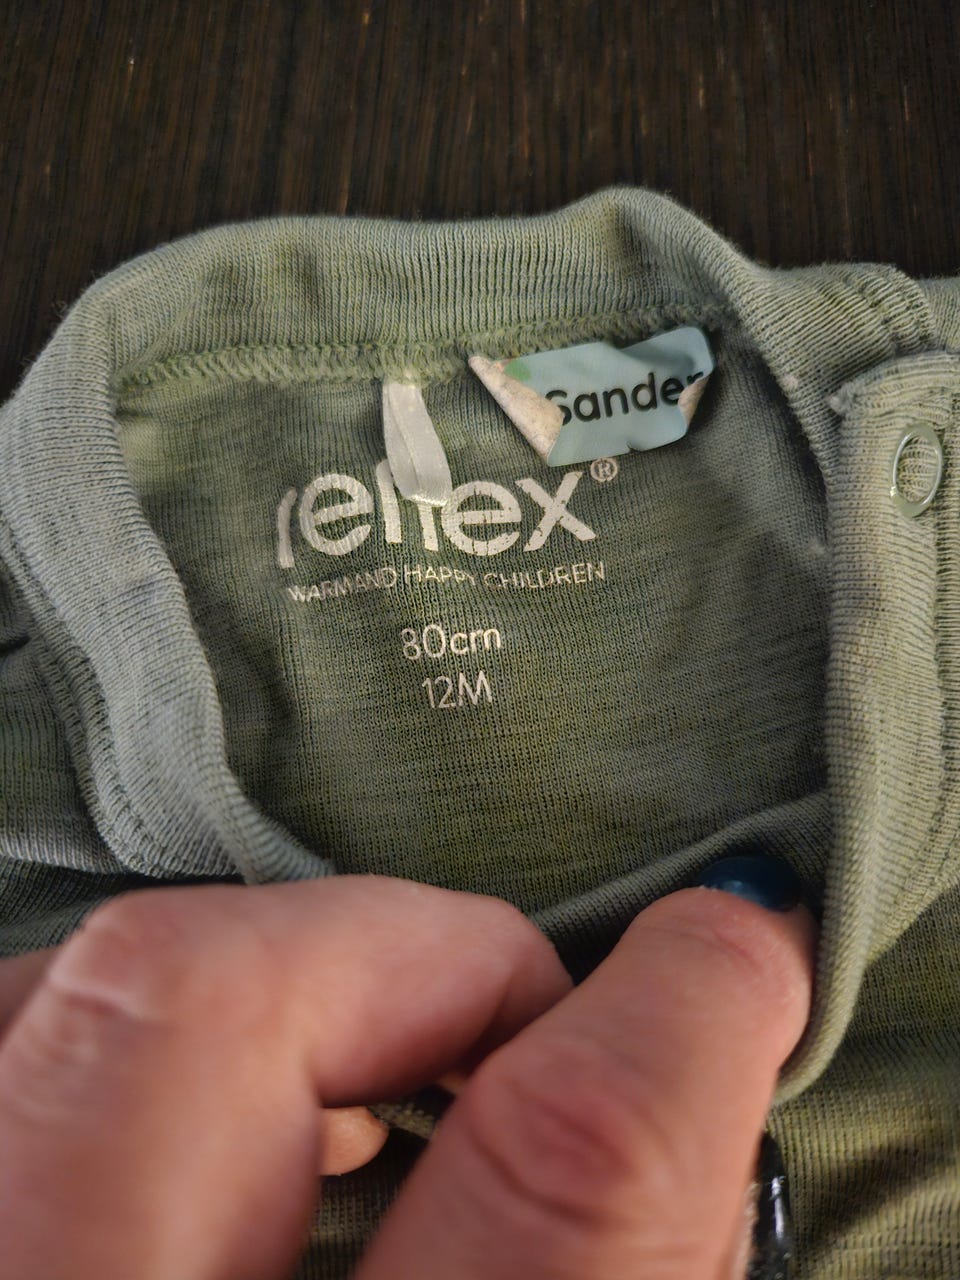 Sander
reflex®
WARM AND HAPPY CHILDREN
80cm
12M